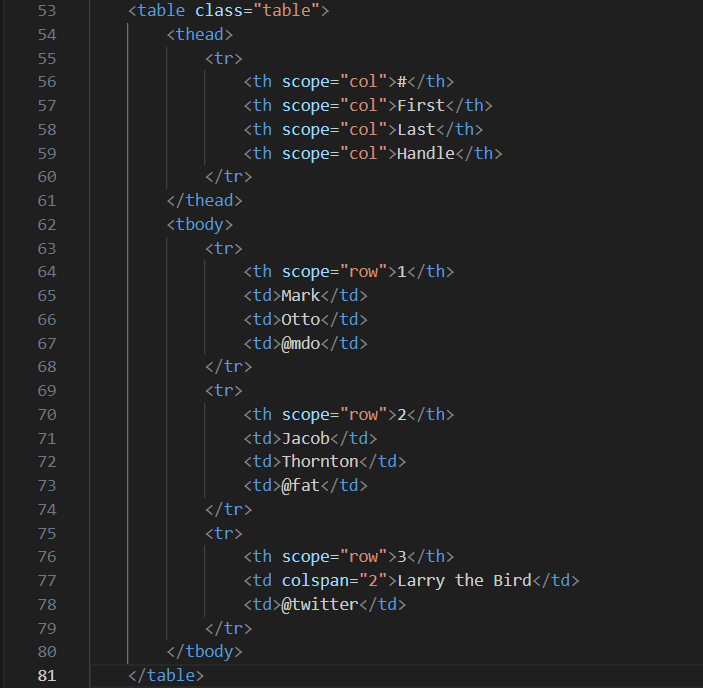 53 <table class="table">
54 <thead>
55 <tr>
56 <th scope="col">#</th>
57 <th scope="col">First</th>
58 <th scope="col">Last</th>
59 <th scope="col">Handle</th>
60 </tr>
61 </thead>
62 <tbody>
63 <tr>
64 <th scope="row">1</th>
65 <td>Mark</td>
66 <td>Otto</td>
67 <td>@mdo</td>
68 </tr>
69 <tr>
70 <th scope="row">2</th>
71 <td>Jacob</td>
72 <td>Thornton</td>
73 <td>@fat</td>
74 </tr>
75 <tr>
76 <th scope="row">3</th>
77 <td colspan="2">Larry the Bird</td>
78 <td>@twitter</td>
79 </tr>
80 </tbody>
81 </table>